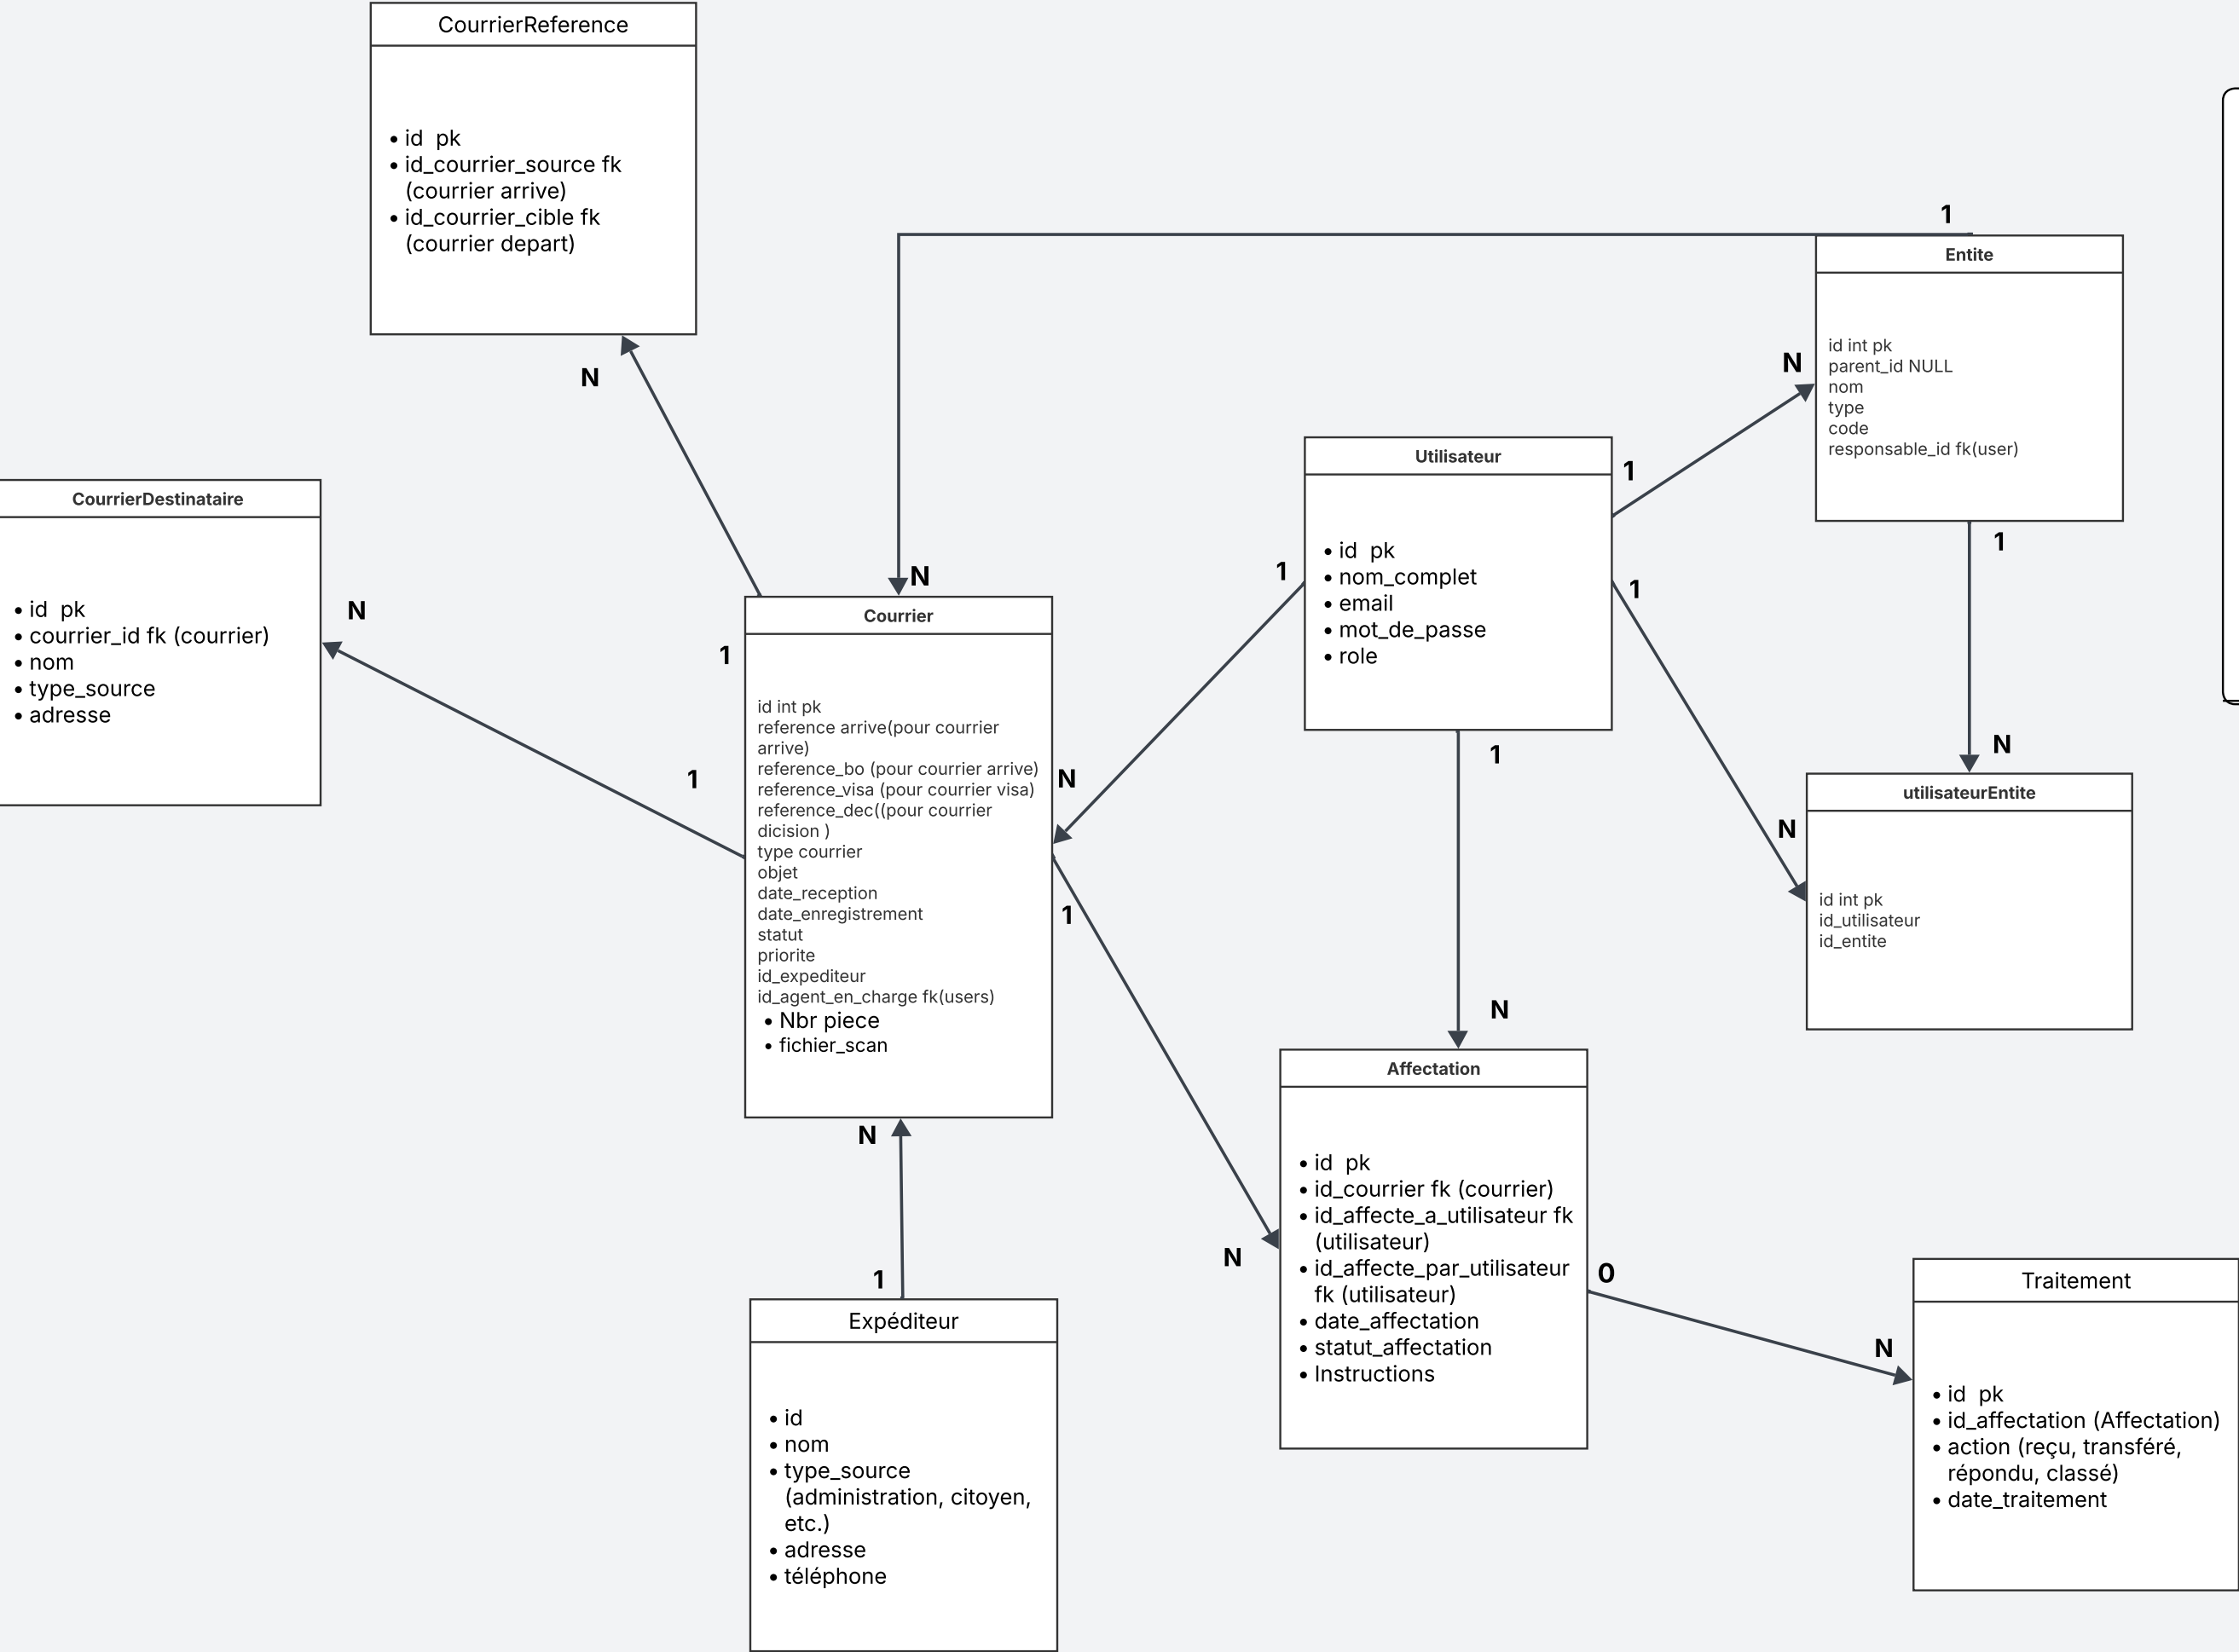 CourrierReference
• id  pk
• id_courrier_source fk
(courrier arrive)
• id_courrier_cible fk
(courrier depart)
N
1
Entite
id int pk
parent_id NULL
nom
type
code
responsable_id fk(user)
N
1
1
N
CourrierDestinataire
• id  pk
• courrier_id fk (courrier)
• nom
• type_source
• adresse
N
1
Utilisateur
• id  pk
• nom_complet
• email
• mot_de_passe
• role
1
1
1
N
1
Courrier
id int pk
reference arrive(pour courrier
arrive)
reference_bo (pour courrier arrive)
reference_visa (pour courrier visa)
reference_dec((pour courrier
dicision )
type courrier
objet
date_reception
date_enregistrement
statut
priorite
id_expediteur
id_agent_en_charge fk(users)
• Nbr piece
• fichier_scan
N
1
N
N
utilisateurEntite
id int pk
id_utilisateur
id_entite
N
Affectation
• id  pk
• id_courrier fk (courrier)
• id_affecte_a_utilisateur fk
(utilisateur)
• id_affecte_par_utilisateur
fk (utilisateur)
• date_affectation
• statut_affectation
• Instructions
N
N
1
Expéditeur
• id
• nom
• type_source
(administration, citoyen,
etc.)
• adresse
• téléphone
0
N
Traitement
• id  pk
• id_affectation (Affectation)
• action (reçu, transféré,
répondu, classé)
• date_traitement